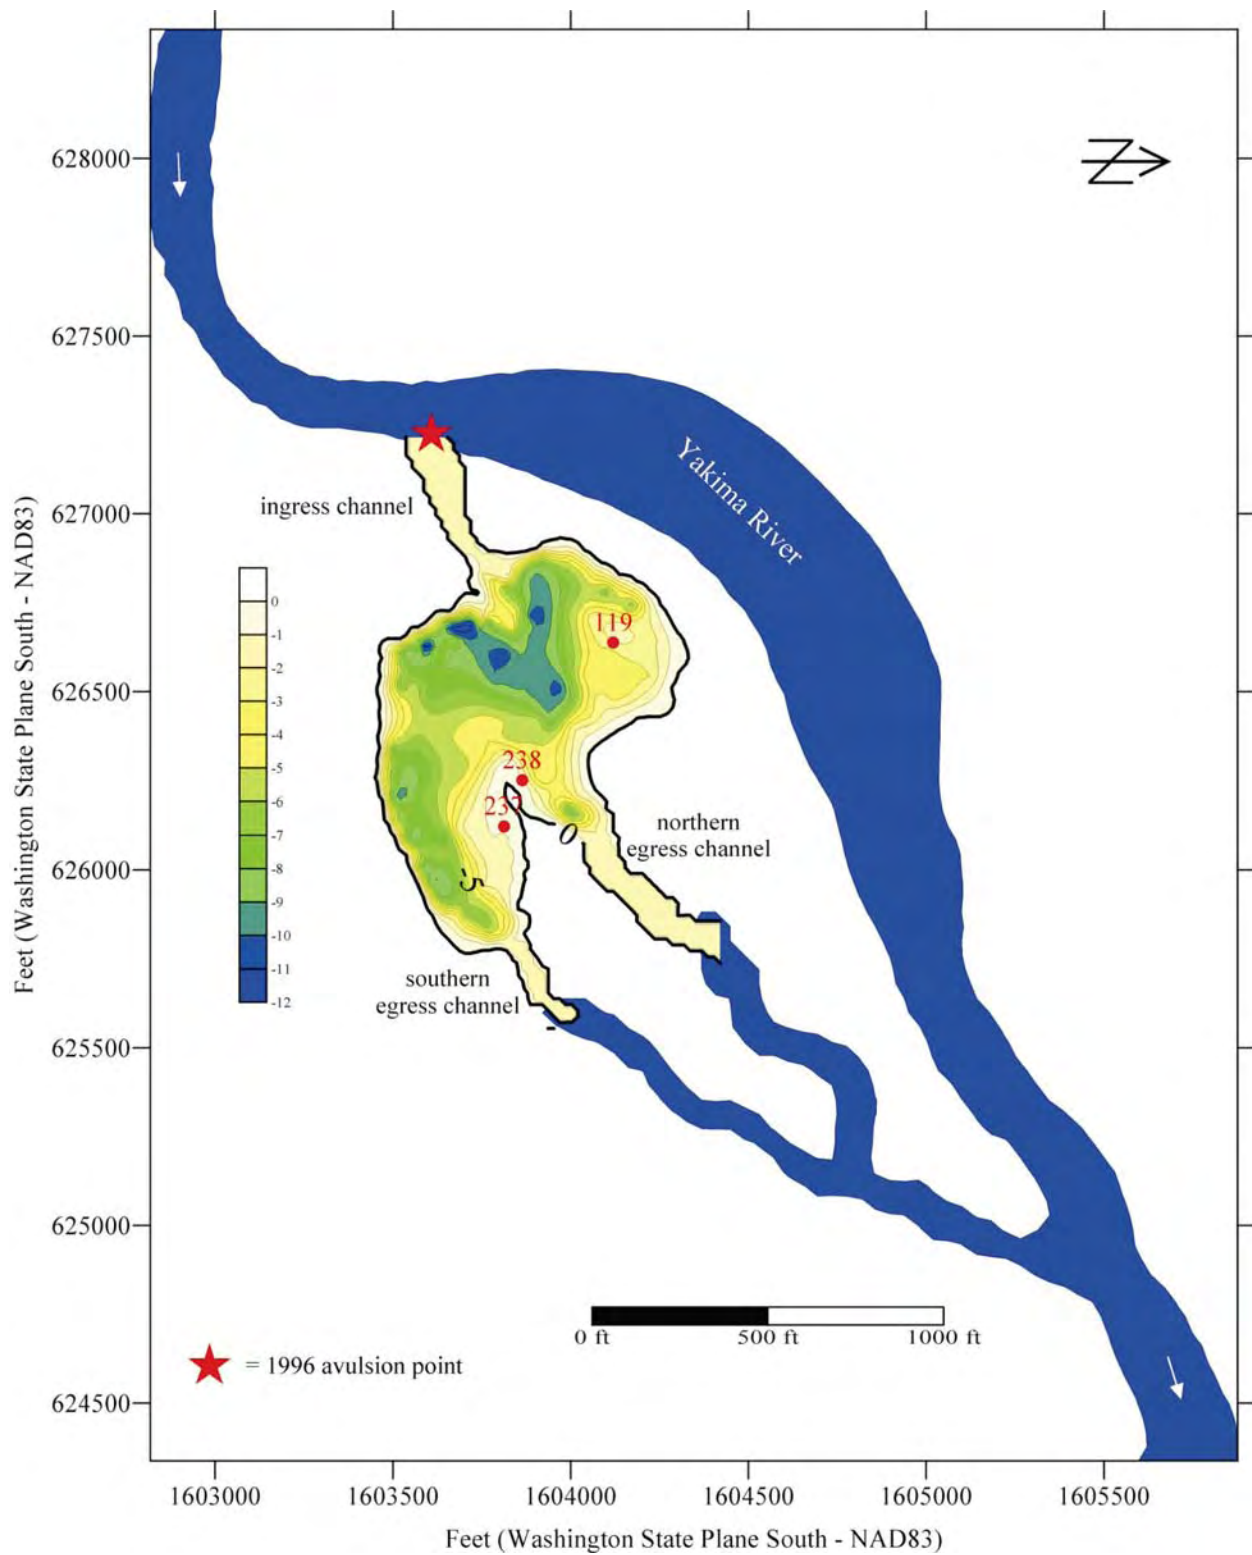 628000
627500
627000
626500
626000
625500
625000
624500
Feet (Washington State Plane South - NAD83)
N
Yakima River
ingress channel
0
-1
-2
-3
-4
-5
-6
-7
-8
-9
-10
-11
-12
119
238
237
0
-5
northern
egress channel
southern
egress channel
0 ft
500 ft
1000 ft
= 1996 avulsion point
1603000
1603500
1604000
1604500
1605000
1605500
Feet (Washington State Plane South - NAD83)